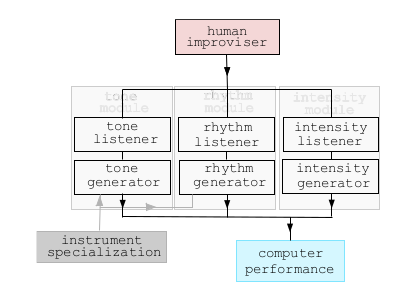 human
improviser
tone
module
rhythm
module
intensity
module
tone
listener
rhythm
listener
intensity
listener
tone
generator
rhythm
generator
intensity
generator
instrument
specialization
computer
performance